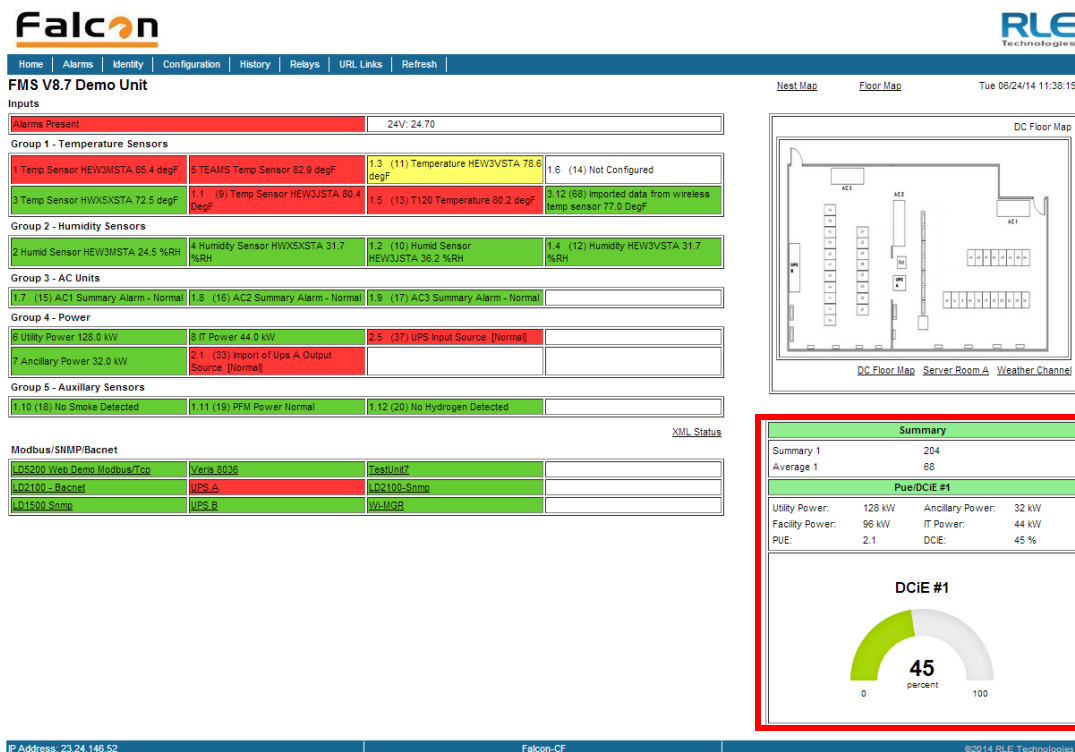 Falcon
RLE
Technologies
Home Alarms Identity Configuration History Relays URL Links Refresh
FMS V8.7 Demo Unit
Nest Map Floor Map Tue 06/24/14 11:38:15
Inputs
Alarms Present 24V: 24.70
Group 1 - Temperature Sensors
1 Temp Sensor HEW3MSTA 85.4 degF
5 TEAMS Temp Sensor 82.9 degF
1.3 (11) Temperature HEW3VSTA 78.6
degF
1.6 (14) Not Configured
3 Temp Sensor HWX5XSTA 72.5 degF
1.1 (9) Temp Sensor HEW3JSTA 80.4
DegF
1.5 (13) T120 Temperature 80.2 degF
3.12 (68) Imported data from wireless
temp sensor 77.0 DegF
Group 2 - Humidity Sensors
2 Humid Sensor HEW3MSTA 24.5 %RH
4 Humidity Sensor HWX5XSTA 31.7
%RH
1.2 (10) Humid Sensor
HEW3JSTA 36.2 %RH
1.4 (12) Humidity HEW3VSTA 31.7
%RH
Group 3 - AC Units
1.7 (15) AC1 Summary Alarm - Normal
1.8 (16) AC2 Summary Alarm - Normal
1.9 (17) AC3 Summary Alarm - Normal
Group 4 - Power
6 Utility Power 128.0 kW
8 IT Power 44.0 kW
2.5 (37) UPS Input Source [Normal]
7 Ancillary Power 32.0 kW
2.1 (33) Import of Ups A Output
Source [Normal]
Group 5 - Auxillary Sensors
1.10 (18) No Smoke Detected
1.11 (19) PFM Power Normal
1.12 (20) No Hydrogen Detected
XML Status
Modbus/SNMP/Bacnet
LD5200 Web Demo Modbus/Tcp
Veris 8036
TestUnit7
LD2100 - Bacnet
UPS A
LD2100-Snmp
LD1500 Snmp
UPS B
Wi-MGR
DC Floor Map
AC3
AC2
AC1
UPS
B
UPS
A
DC Floor Map Server Room A Weather Channel
Summary
Summary 1 204
Average 1 68
Pue/DCiE #1
Utility Power: 128 kW Ancillary Power: 32 kW
Facility Power: 96 kW IT Power: 44 kW
PUE: 2.1 DCiE: 45 %
DCiE #1
45
percent
0 100
IP Address: 23.24.146.52 Falcon-CF ©2014 RLE Technologies